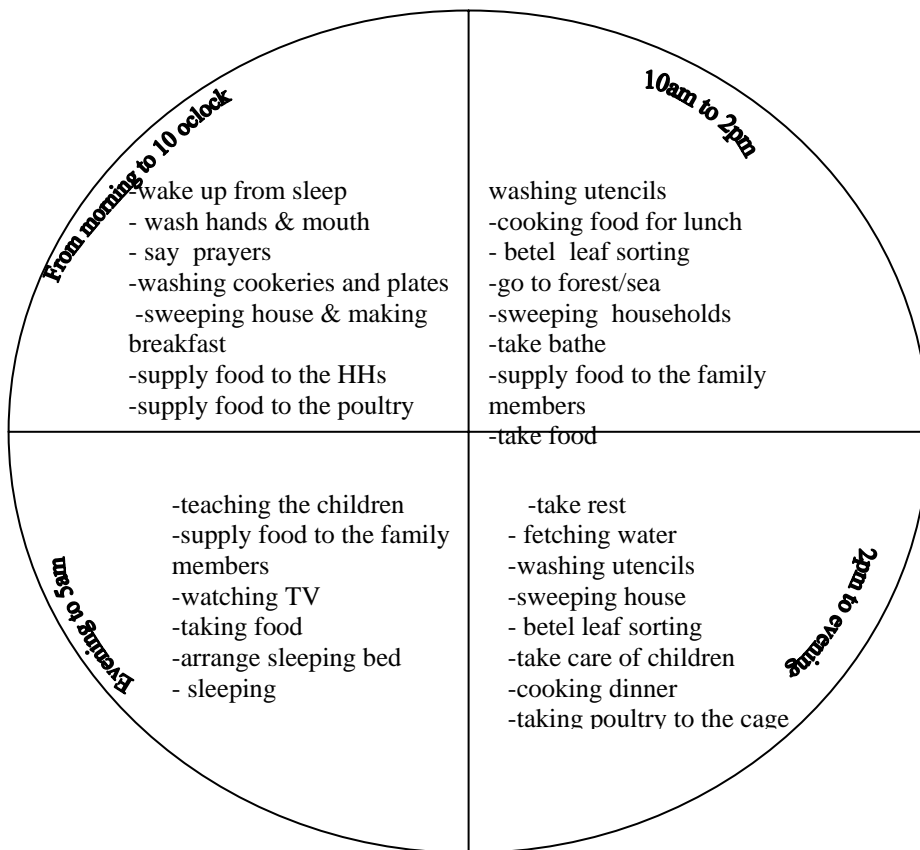 From morning to 10 oclock
-wake up from sleep
- wash hands & mouth
- say prayers
-washing cookeries and plates
-sweeping house & making
breakfast
-supply food to the HHs
-supply food to the poultry
10am to 2pm
washing utencils
-cooking food for lunch
- betel leaf sorting
-go to forest/sea
-sweeping households
-take bathe
-supply food to the family
members
-take food
Evening to 5am
-teaching the children
-supply food to the family
members
-watching TV
-taking food
-arrange sleeping bed
- sleeping
2pm to evening
-take rest
- fetching water
-washing utencils
-sweeping house
- betel leaf sorting
-take care of children
-cooking dinner
-taking poultry to the cage